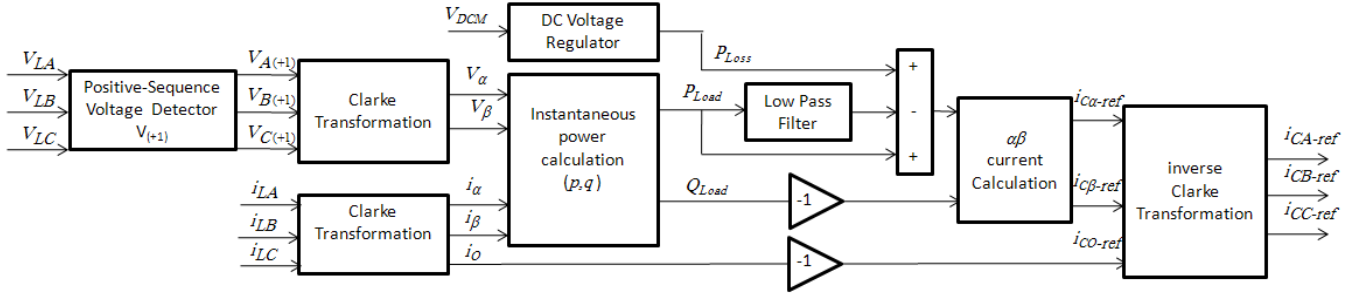 V_DCM
DC Voltage
Regulator
P_Loss
V_LA
V_LB
V_LC
Positive-Sequence
Voltage Detector
V_(+1)
V_A(+1)
V_B(+1)
V_C(+1)
Clarke
Transformation
V_α
V_β
Instantaneous
power
calculation
(p,q)
P_Load
Low Pass
Filter
+
-
+
αβ
current
Calculation
i_Cα-ref
i_Cβ-ref
i_CO-ref
inverse
Clarke
Transformation
i_CA-ref
i_CB-ref
i_CC-ref
i_LA
i_LB
i_LC
Clarke
Transformation
i_α
i_β
i_O
Q_Load
-1
-1